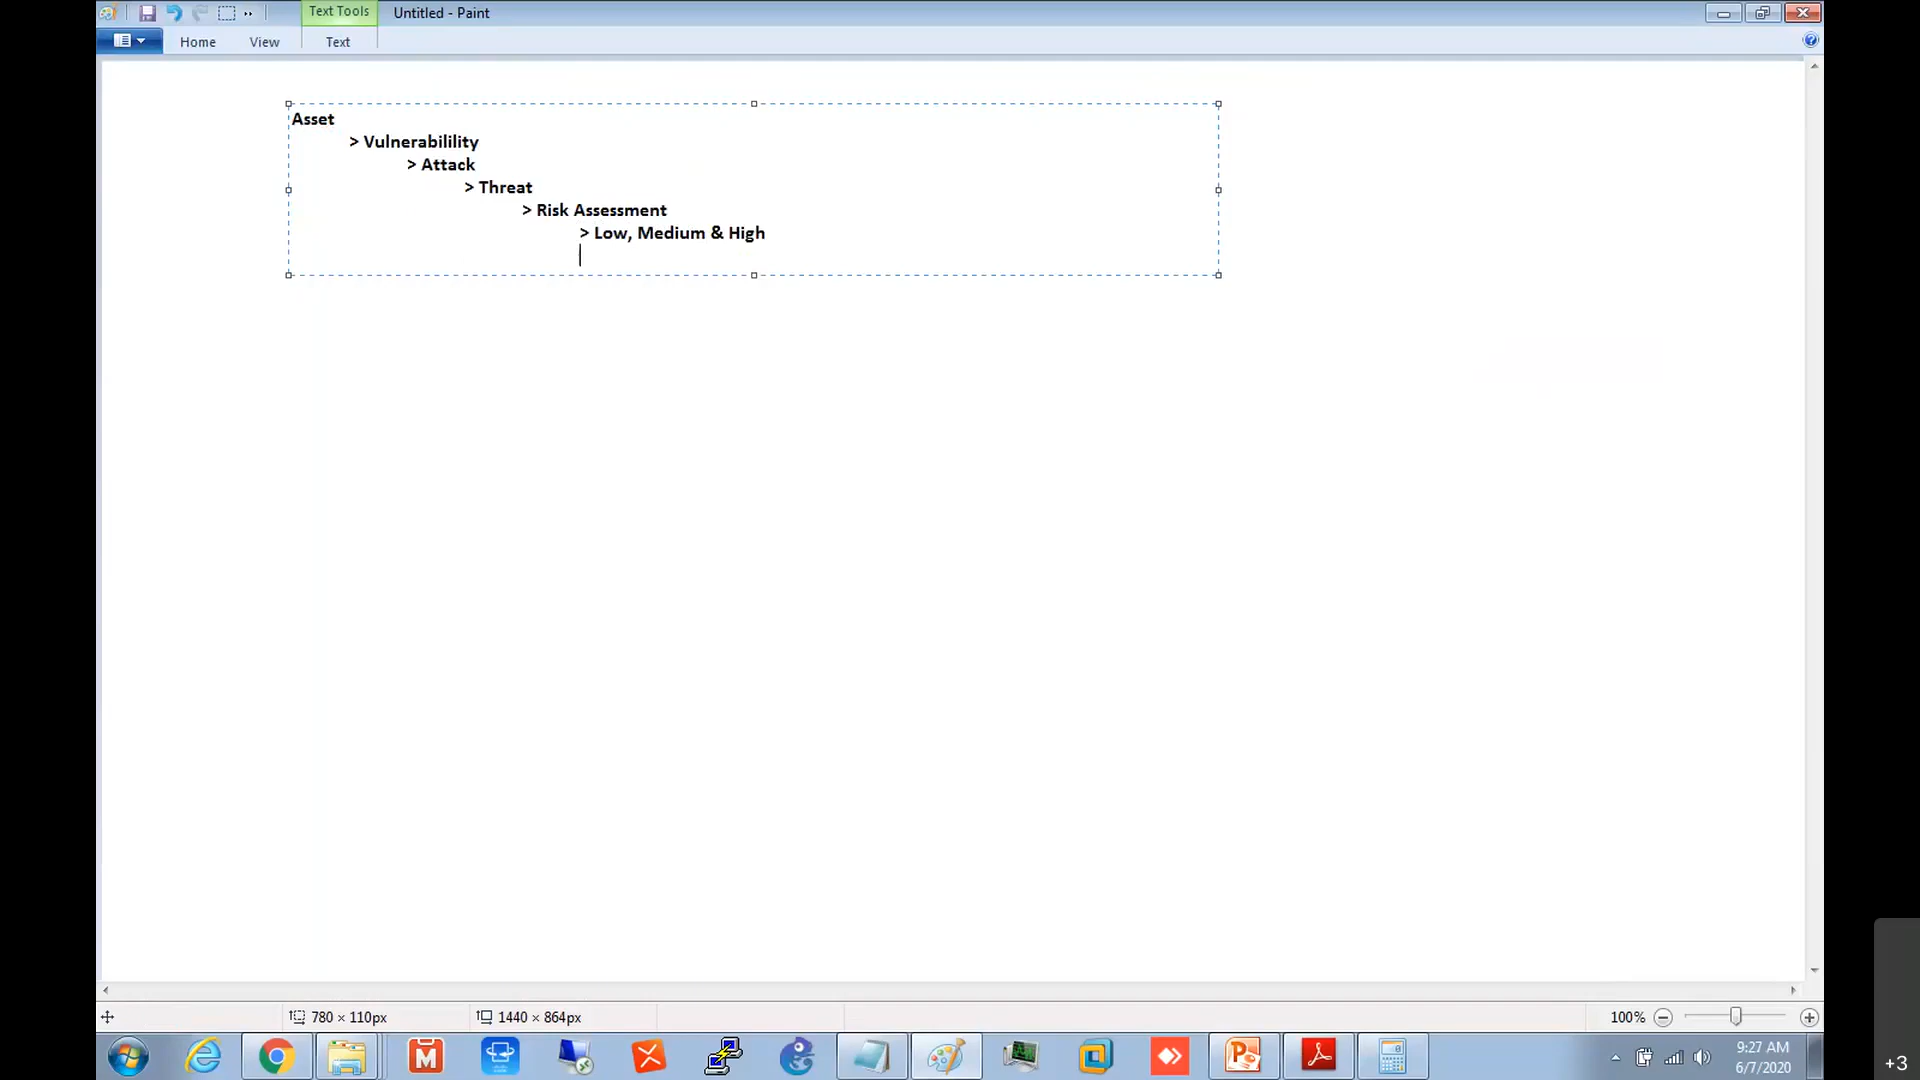 Text Tools
Untitled - Paint
Home
View
Text
Asset
> Vulnerabilility
> Attack
> Threat
> Risk Assessment
> Low, Medium & High
780 × 110px
1440 × 864px
100%
9:27 AM
6/7/2020
+3